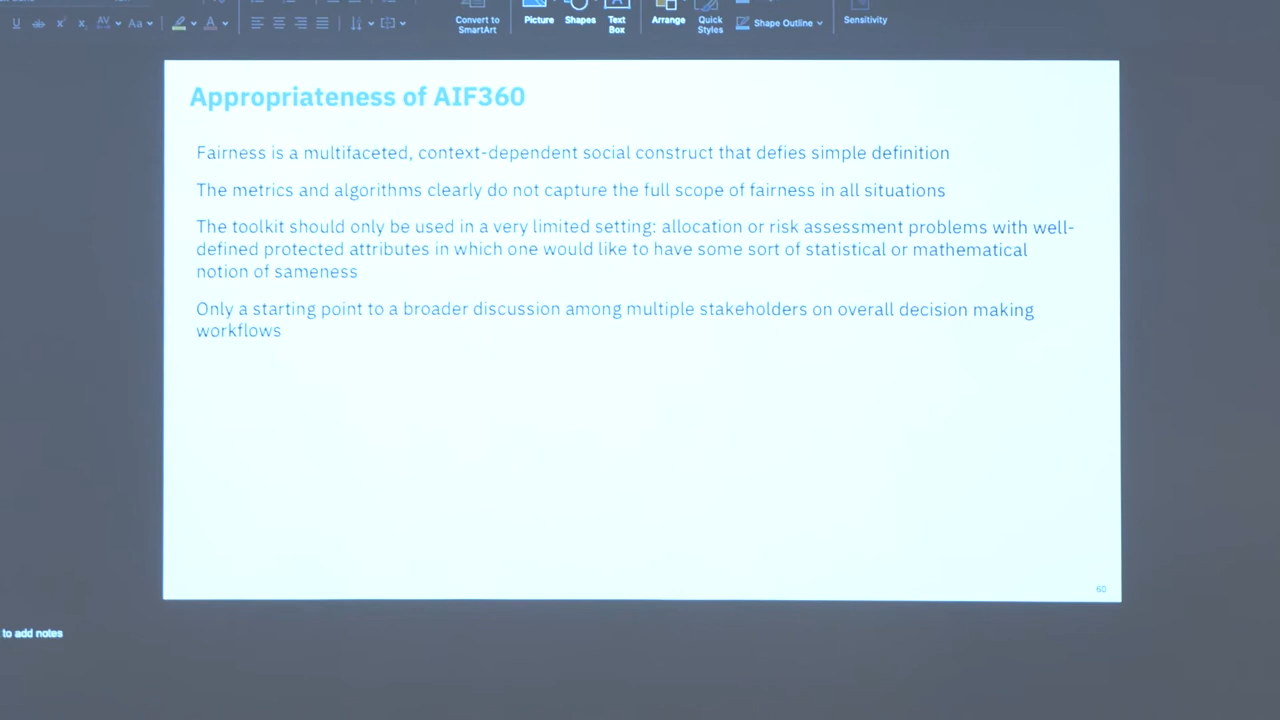 U ab x² x₂ AV Aa A
Convert to
SmartArt
Picture
Shapes
Text
Box
Arrange
Quick
Styles
Shape Outline
Sensitivity
Appropriateness of AIF360
Fairness is a multifaceted, context-dependent social construct that defies simple definition
The metrics and algorithms clearly do not capture the full scope of fairness in all situations
The toolkit should only be used in a very limited setting: allocation or risk assessment problems with well-
defined protected attributes in which one would like to have some sort of statistical or mathematical
notion of sameness
Only a starting point to a broader discussion among multiple stakeholders on overall decision making
workflows
60
to add notes